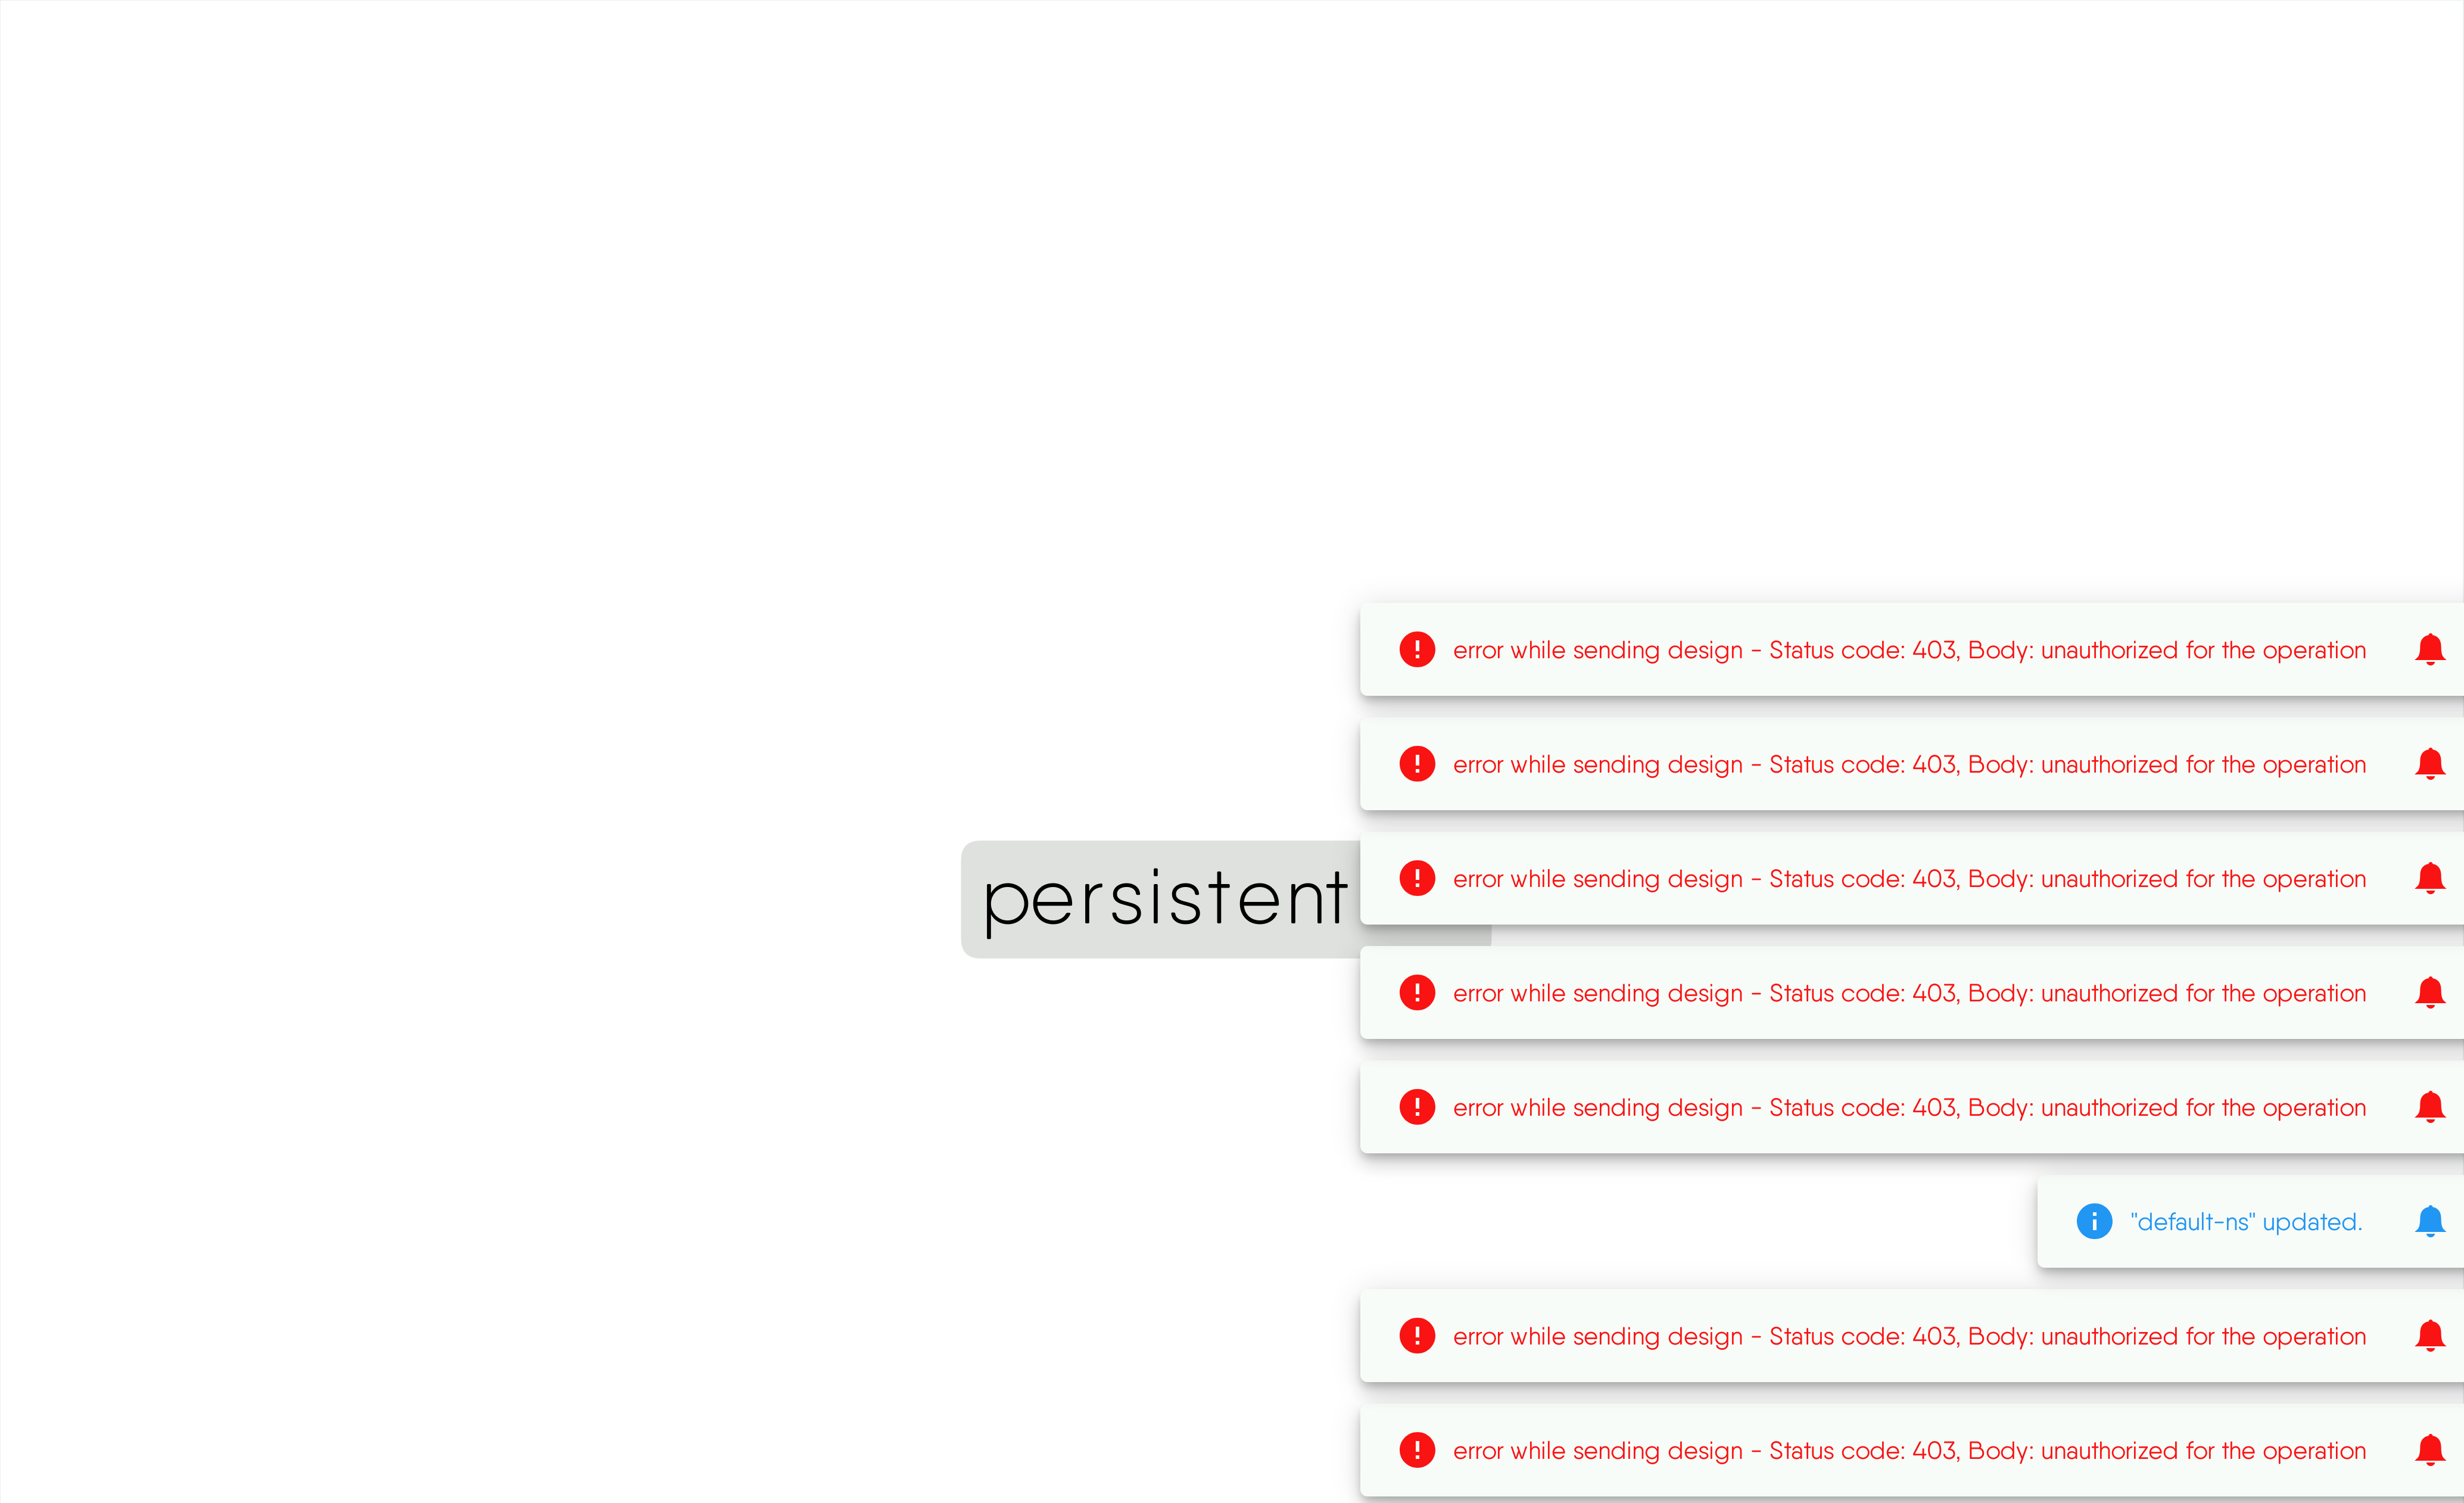 error while sending design - Status code: 403, Body: unauthorized for the operation
error while sending design - Status code: 403, Body: unauthorized for the operation
persistent
error while sending design - Status code: 403, Body: unauthorized for the operation
error while sending design - Status code: 403, Body: unauthorized for the operation
error while sending design - Status code: 403, Body: unauthorized for the operation
"default-ns" updated.
error while sending design - Status code: 403, Body: unauthorized for the operation
error while sending design - Status code: 403, Body: unauthorized for the operation